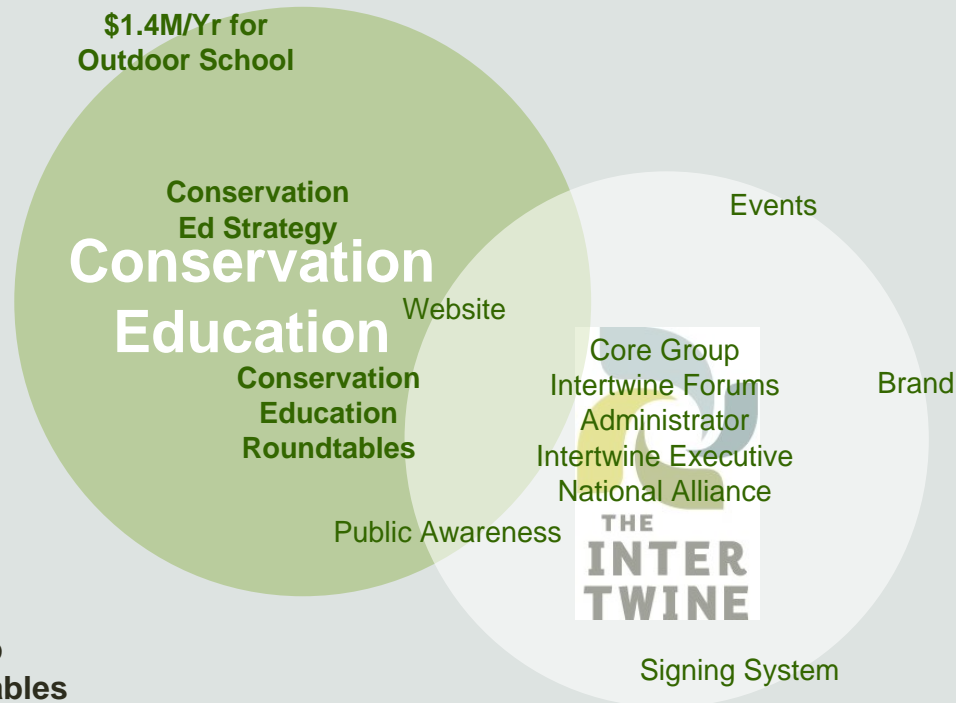 $1.4M/Yr for
Outdoor School
Conservation
Ed Strategy
Conservation
Education
Events
Website
Conservation
Education
Roundtables
Core Group
Intertwine Forums
Administrator
Intertwine Executive
National Alliance
Brand
Public Awareness
THE
INTER
TWINE
Signing System